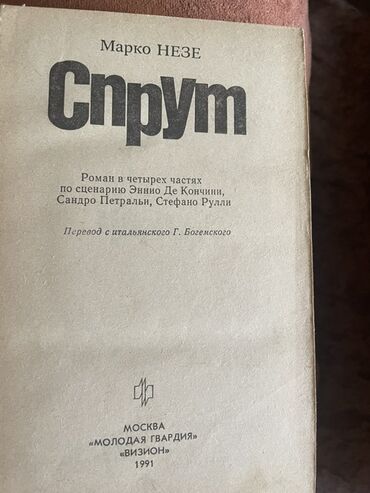 Марко НЕЗЕ
Спрут
Роман в четырех частях
по сценарию Эннио Де Кончини,
Сандро Петральи, Стефано Рулли
Перевод с итальянского Г. Богемского
МОСКВА
«МОЛОДАЯ ГВАРДИЯ»
«ВИЗИОН»
1991